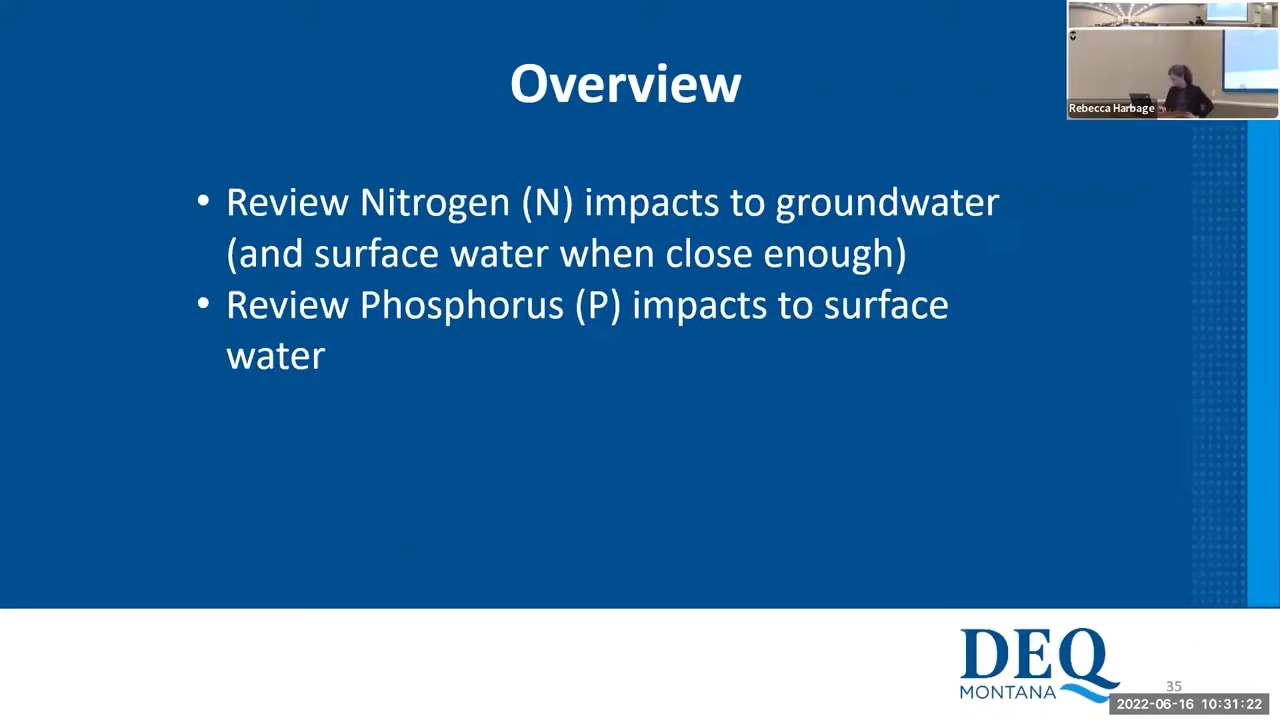 Overview
Rebecca Harbage
• Review Nitrogen (N) impacts to groundwater
(and surface water when close enough)
• Review Phosphorus (P) impacts to surface
water
DEQ
MONTANA
35
2022-06-16 10:31:22